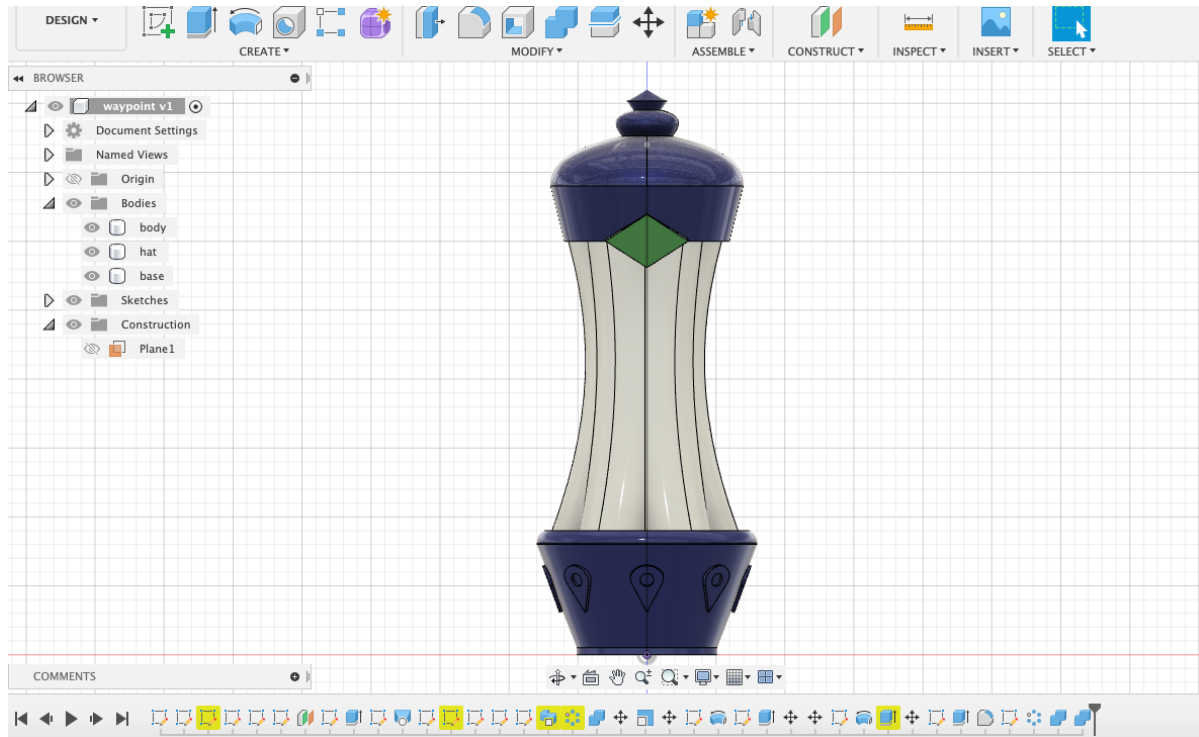 DESIGN
CREATE
MODIFY
ASSEMBLE
CONSTRUCT
INSPECT
INSERT
SELECT
BROWSER
waypoint v1
Document Settings
Named Views
Origin
Bodies
body
hat
base
Sketches
Construction
Plane1
COMMENTS